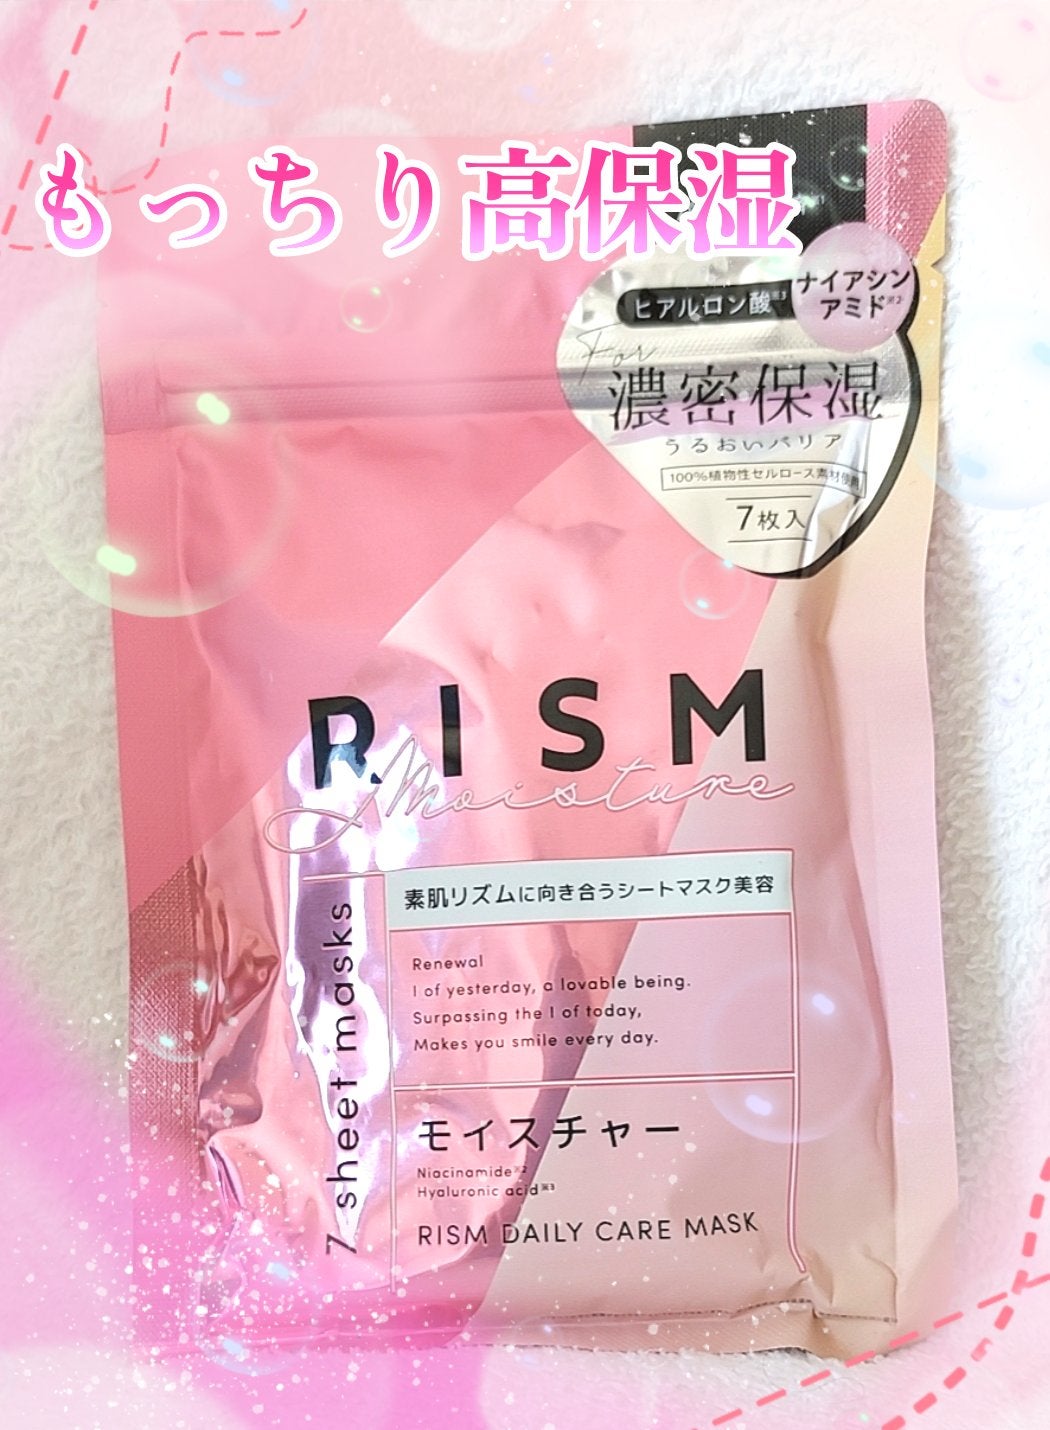 もっちり高保湿
ヒアルロン酸※3
ナイアシン
アミド※2
For
濃密保湿
うるおいバリア
100%植物性セルロース素材使用
7枚入
RISM
Moisture
素肌リズムに向き合うシートマスク美容
7 sheet masks
Renewal
I of yesterday, a lovable being.
Surpassing the I of today,
Makes you smile every day.
モイスチャー
Niacinamide※2
Hyaluronic acid※3
RISM DAILY CARE MASK